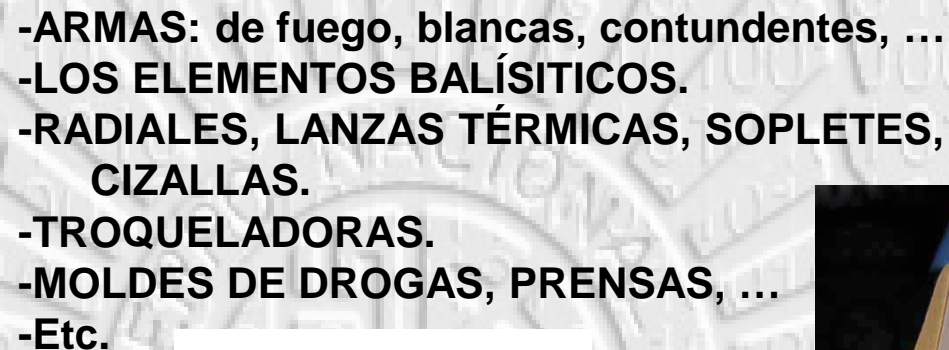 -ARMAS: de fuego, blancas, contundentes, …
-LOS ELEMENTOS BALÍSITICOS.
-RADIALES, LANZAS TÉRMICAS, SOPLETES,
CIZALLAS.
-TROQUELADORAS.
-MOLDES DE DROGAS, PRENSAS, …
-Etc.